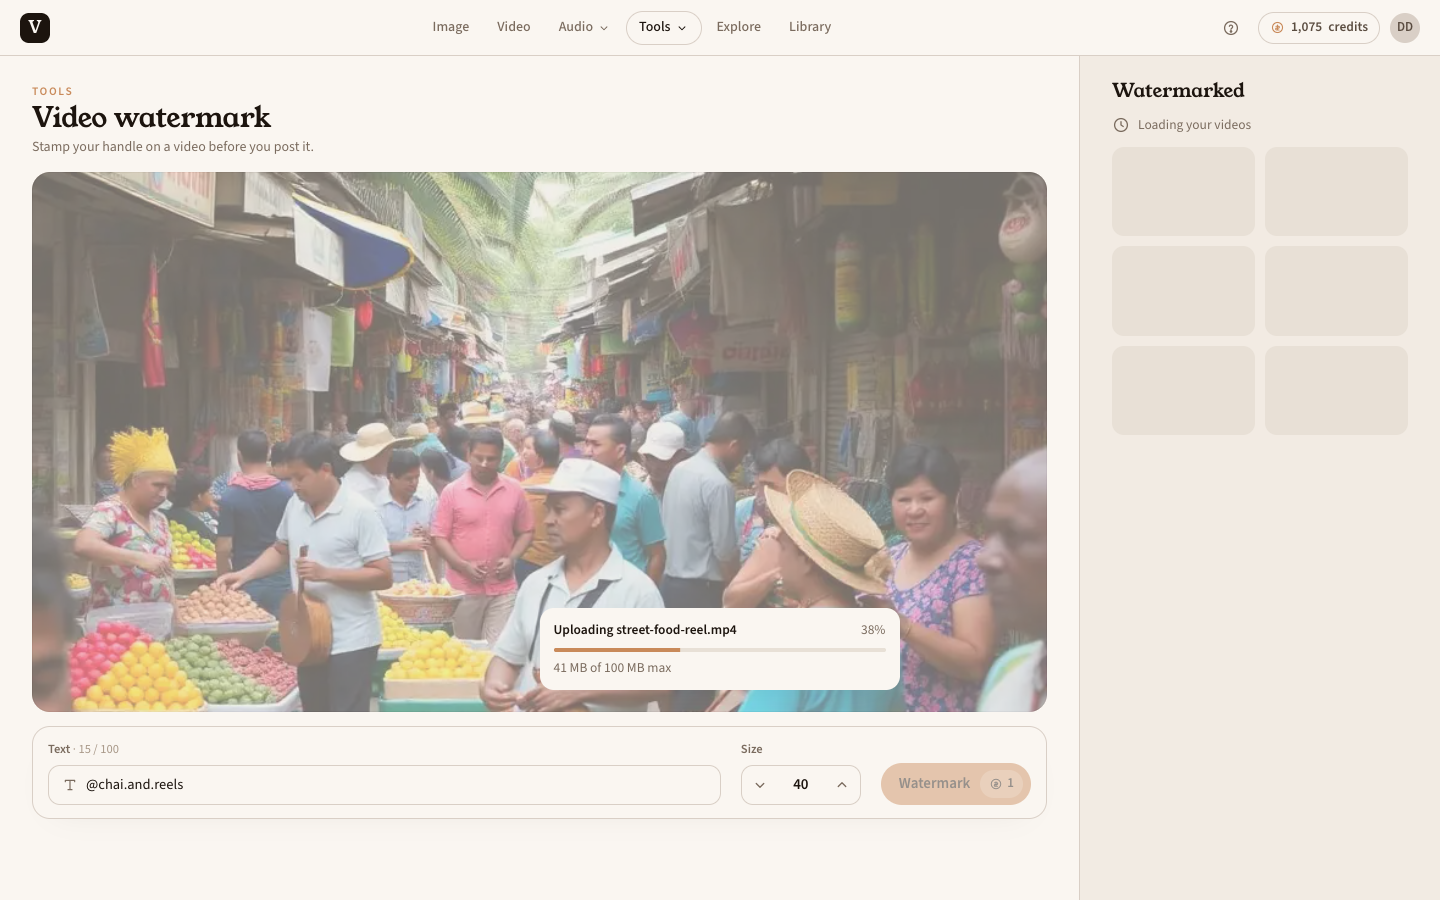 V
Image
Video
Audio
Tools
Explore
Library
1,075 credits
DD
TOOLS
Video watermark
Stamp your handle on a video before you post it.
Uploading street-food-reel.mp4
38%
41 MB of 100 MB max
Text · 15 / 100
@chai.and.reels
Size
40
Watermark
1
Watermarked
Loading your videos